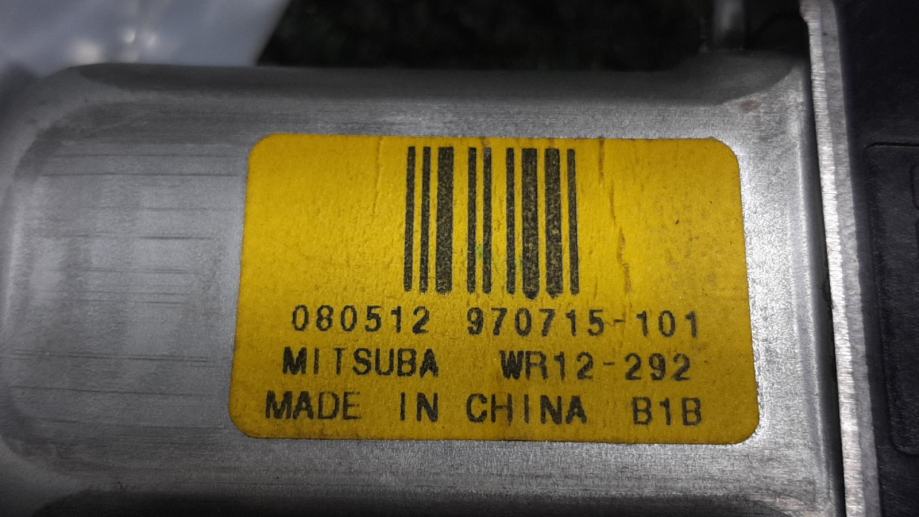 080512 970715-101
MITSUBA WR12-292
MADE IN CHINA B1B